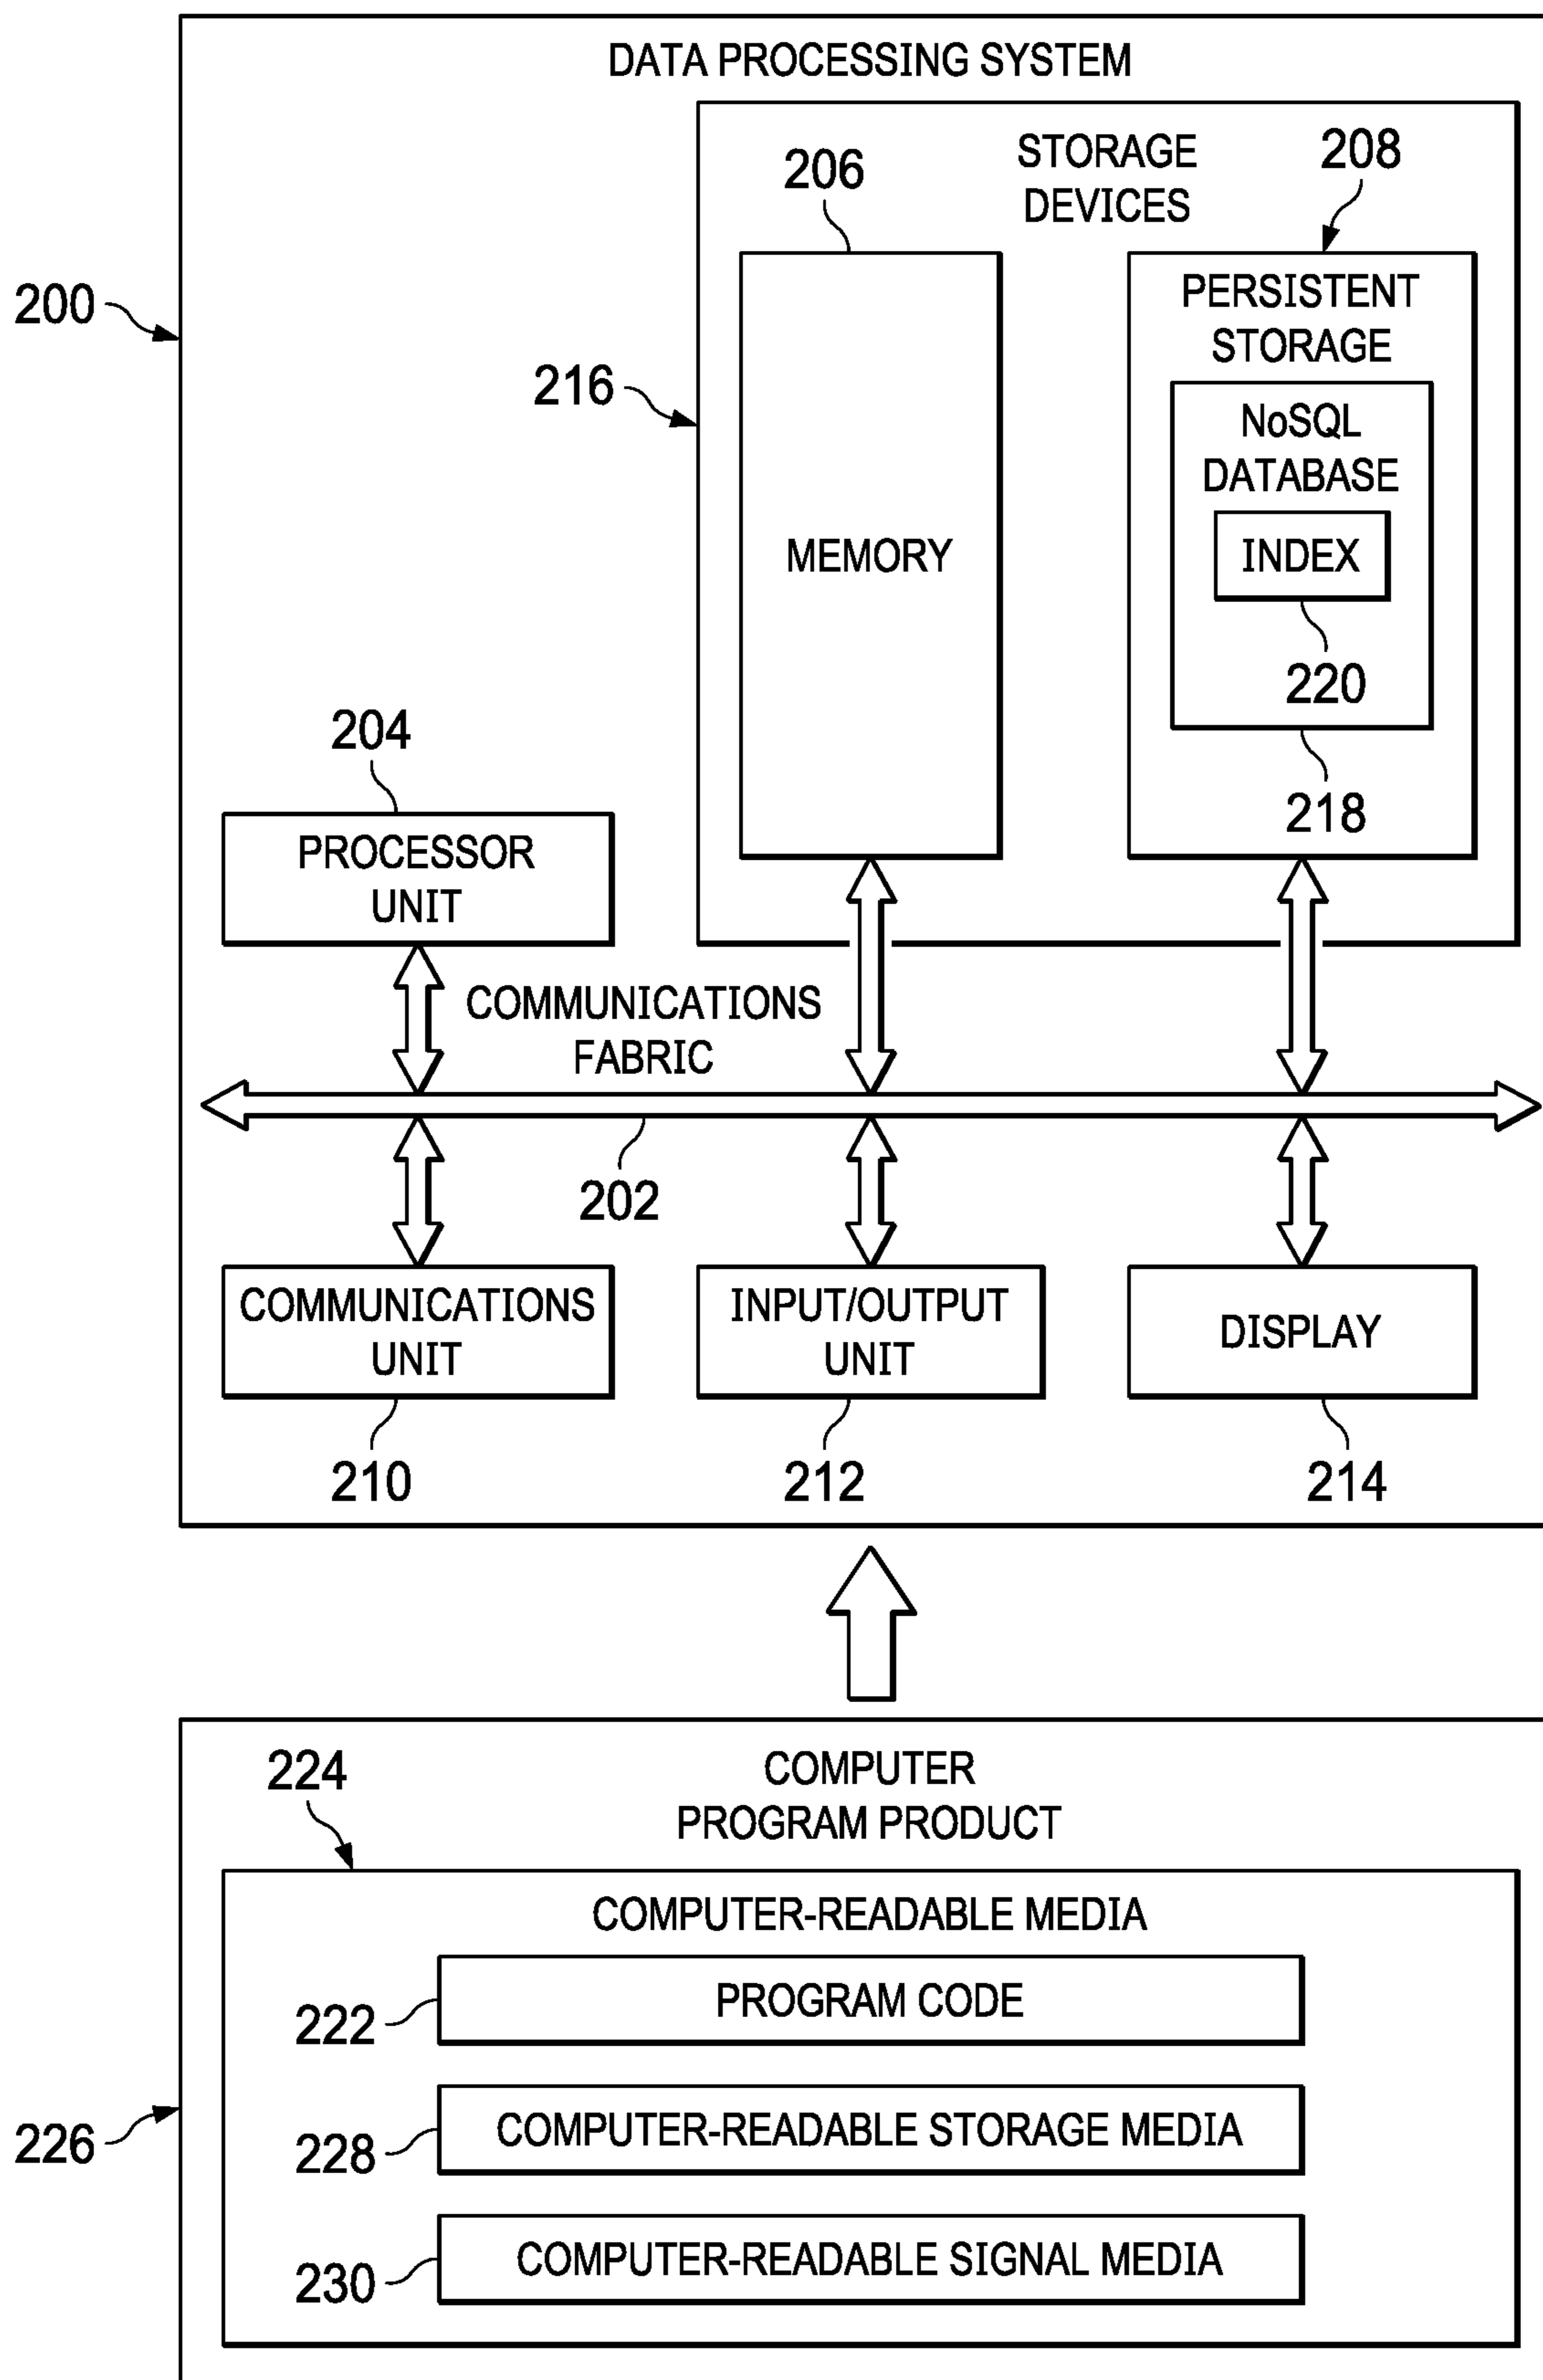 DATA PROCESSING SYSTEM
STORAGE
DEVICES
206
208
200
216
MEMORY
PERSISTENT
STORAGE
NoSQL
DATABASE
INDEX
220
218
204
PROCESSOR
UNIT
COMMUNICATIONS
FABRIC
202
COMMUNICATIONS
UNIT
INPUT/OUTPUT
UNIT
DISPLAY
210
212
214
COMPUTER
PROGRAM PRODUCT
224
COMPUTER-READABLE MEDIA
222
PROGRAM CODE
226
228
COMPUTER-READABLE STORAGE MEDIA
230
COMPUTER-READABLE SIGNAL MEDIA